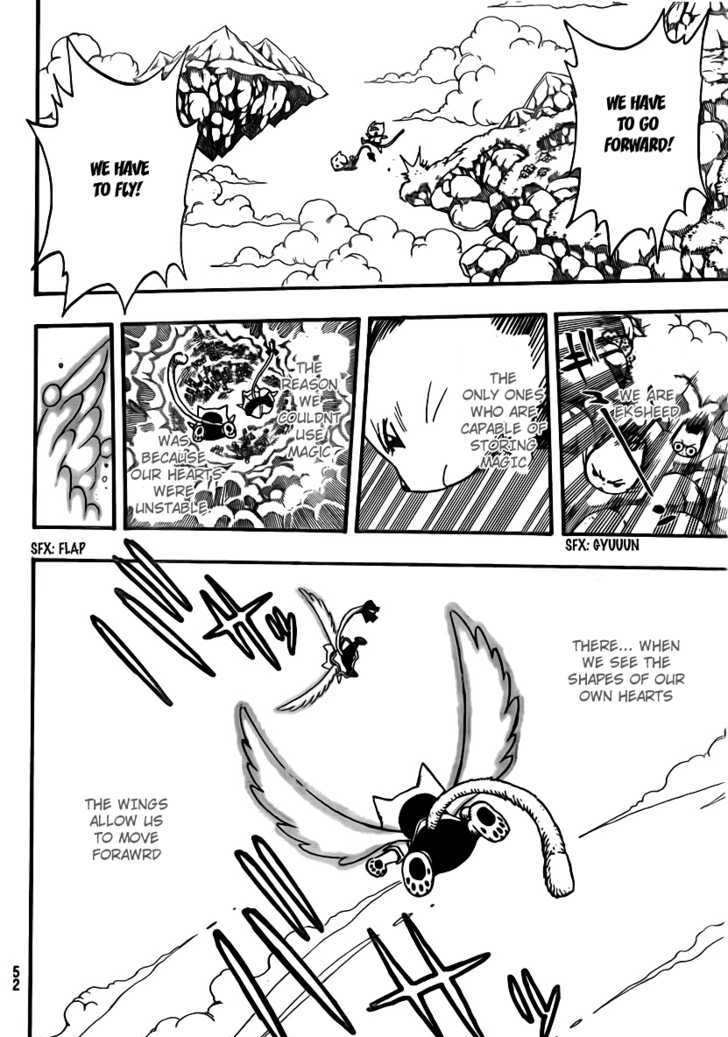 WE HAVE
TO GO
FORWARD!
WE HAVE
TO FLY!
WE ARE
EKSHEED
THE
ONLY ONES
WHO ARE
CAPABLE OF
STORING
MAGIC
THE
REASON
WE
COULDNT
USE
MAGIC
WAS
BECAUSE
OUR HEARTS
WERE
UNSTABLE.
SFX: GYUUUN
SFX: FLAP
THERE... WHEN
WE SEE THE
SHAPES OF OUR
OWN HEARTS
THE WINGS
ALLOW US
TO MOVE
FORAWRD
52